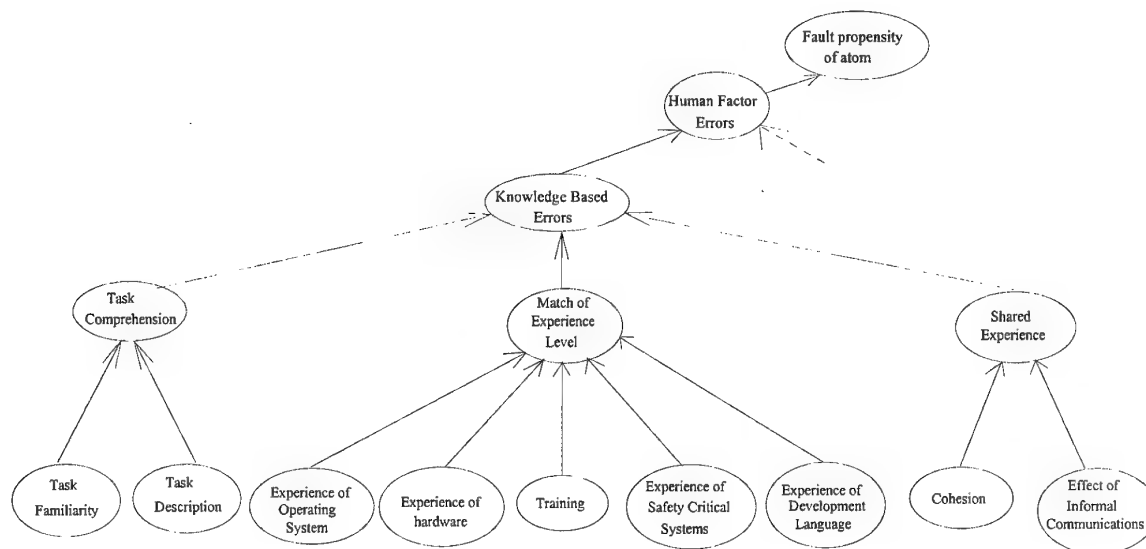 Fault propensity
of atom
Human Factor
Errors
Knowledge Based
Errors
Task
Comprehension
Match of
Experience
Level
Shared
Experience
Task
Familiarity
Task
Description
Experience of
Operating
System
Experience of
hardware
Training
Experience of
Safety Critical
Systems
Experience of
Development
Language
Cohesion
Effect of
Informal
Communications